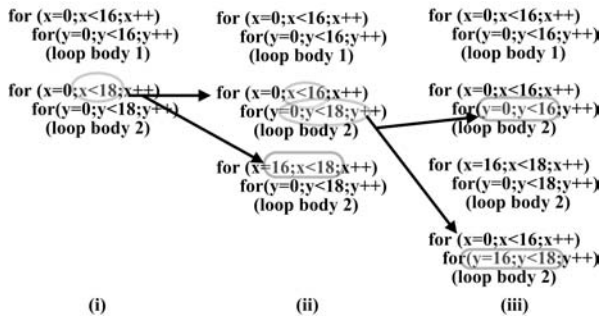 for (x=0;x<16;x++)
for(y=0;y<16;y++)
(loop body 1)
for (x=0;x<18;x++)
for(y=0;y<18;y++)
(loop body 2)
(i)
for (x=0;x<16;x++)
for(y=0;y<16;y++)
(loop body 1)
for (x=0;x<16;x++)
for(y=0;y<18;y++)
(loop body 2)
for (x=16;x<18;x++)
for(y=0;y<18;y++)
(loop body 2)
(ii)
for (x=0;x<16;x++)
for(y=0;y<16;y++)
(loop body 1)
for (x=0;x<16;x++)
for(y=0;y<16;y++)
(loop body 2)
for (x=16;x<18;x++)
for(y=0;y<18;y++)
(loop body 2)
for (x=0;x<16;x++)
for(y=16;y<18;y++)
(loop body 2)
(iii)